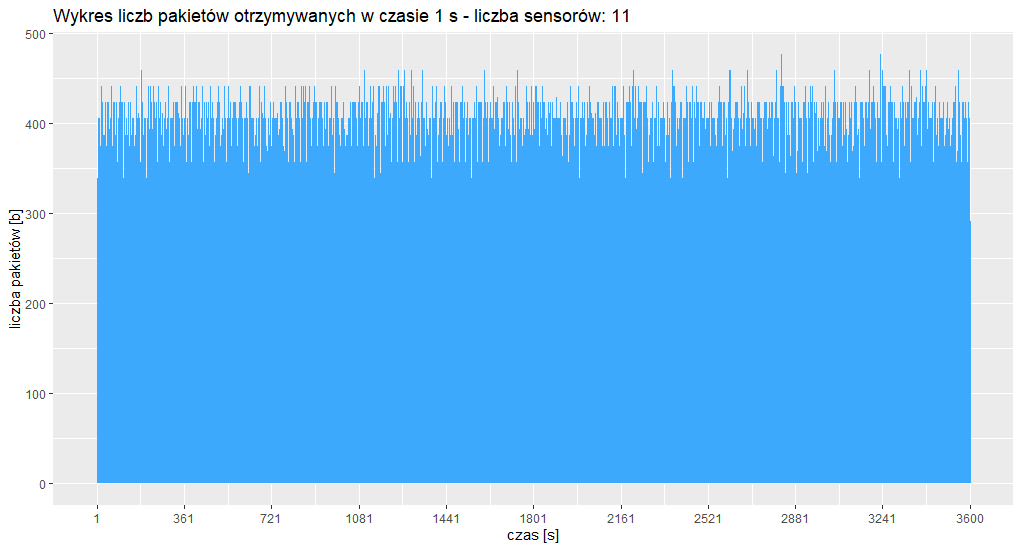 Wykres liczb pakietów otrzymywanych w czasie 1 s - liczba sensorów: 11
500
400
300
200
100
0
liczba pakietów [b]
1 361 721 1081 1441 1801 2161 2521 2881 3241 3600
czas [s]